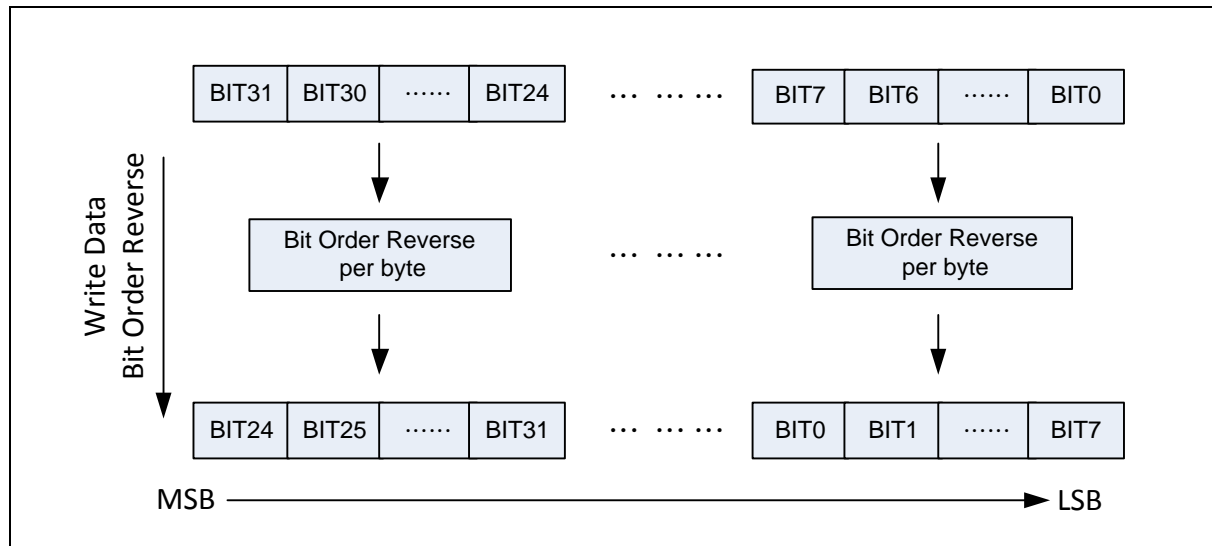 BIT31 BIT30 ······ BIT24 ··· ··· ··· BIT7 BIT6 ······ BIT0
Write Data
Bit Order Reverse
Bit Order Reverse
per byte
··· ··· ···
Bit Order Reverse
per byte
BIT24 BIT25 ······ BIT31 ··· ··· ··· BIT0 BIT1 ······ BIT7
MSB LSB